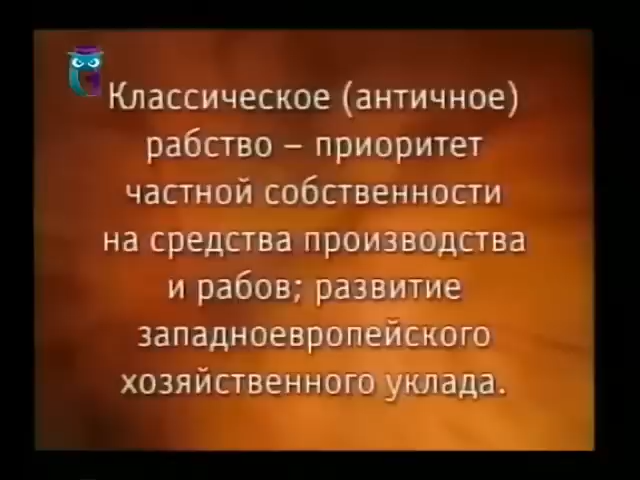 Классическое (античное)
рабство – приоритет
частной собственности
на средства производства
и рабов; развитие
западноевропейского
хозяйственного уклада.